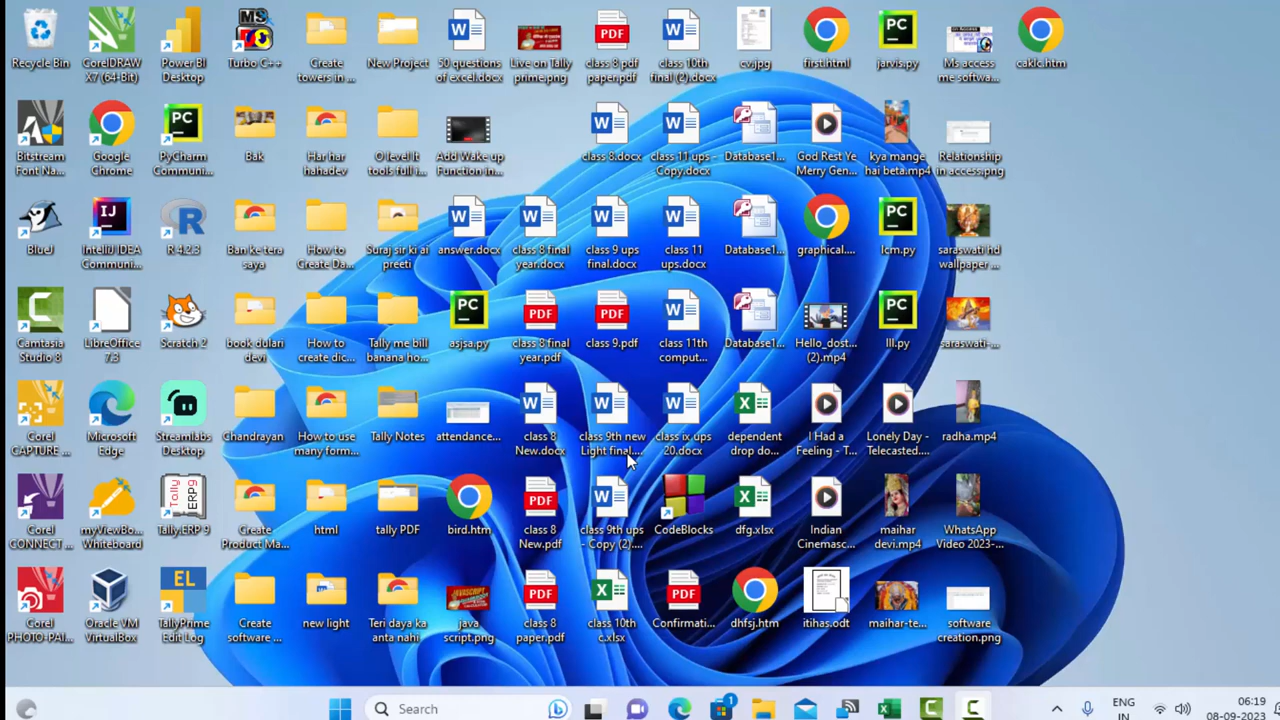 Recycle Bin
CorelDRAW
X7 (64-Bit)
Power BI
Desktop
Turbo C++
Create
towers in ...
New Project
50 questions
of excel.docx
Live on Tally
prime.png
class 8 pdf
paper.pdf
class 10th
final (2).docx
cv.jpg
first.html
jarvis.py
Ms access
me softwa...
caklc.htm
Bitstream
Font Na...
Google
Chrome
PyCharm
Communi...
Bak
Har har
hahadev
O level It
tools full i...
Add Wake up
Function in...
class 8.docx
class 11 ups -
Copy.docx
Database1...
God Rest Ye
Merry Gen...
kya mange
hai beta.mp4
Relationship
in access.png
BlueJ
IntelliJ IDEA
Communi...
R 4.2.3
Ban ke tera
saya
How to
Create Da...
Suraj sir ki ai
preeti
answer.docx
class 8 final
year.docx
class 9 ups
final.docx
class 11
ups.docx
Database1...
graphical....
lcm.py
saraswati hd
wallpaper ...
Camtasia
Studio 8
LibreOffice
7.3
Scratch 2
book dulari
devi
How to
create dic...
Tally me bill
banana ho...
asjsa.py
class 8 final
year.pdf
class 9.pdf
class 11th
comput...
Database1...
Hello_dost...
(2).mp4
lll.py
saraswati-...
Corel
CAPTURE ...
Microsoft
Edge
Streamlabs
Desktop
Chandrayan
How to use
many form...
Tally Notes
attendance...
class 8
New.docx
class 9th new
Light final....
class ix ups
20.docx
dependent
drop do...
I Had a
Feeling - T...
Lonely Day -
Telecasted....
radha.mp4
Corel
CONNECT ...
myViewBo...
Whiteboard
Tally.ERP 9
Create
Product Ma...
html
tally PDF
bird.htm
class 8
New.pdf
class 9th ups
- Copy (2)....
CodeBlocks
dfg.xlsx
Indian
Cinemasc...
maihar
devi.mp4
WhatsApp
Video 2023-...
Corel
PHOTO-PAI...
Oracle VM
VirtualBox
TallyPrime
Edit Log
Create
software ...
new light
Teri daya ka
anta nahi
java
script.png
class 8
paper.pdf
class 10th
c.xlsx
Confirmati...
dhfsj.htm
itihas.odt
maihar-te...
software
creation.png
Search
1
ENG
IN
06:19
08-09-2023